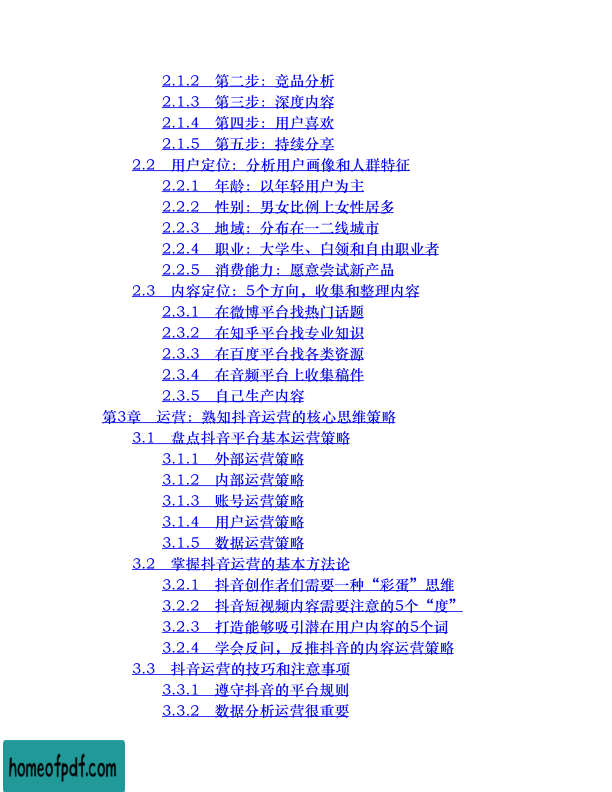 2.1.2 第二步：竞品分析
2.1.3 第三步：深度内容
2.1.4 第四步：用户喜欢
2.1.5 第五步：持续分享
2.2 用户定位：分析用户画像和人群特征
2.2.1 年龄：以年轻用户为主
2.2.2 性别：男女比例上女性居多
2.2.3 地域：分布在一二线城市
2.2.4 职业：大学生、白领和自由职业者
2.2.5 消费能力：愿意尝试新产品
2.3 内容定位：5个方向，收集和整理内容
2.3.1 在微博平台找热门话题
2.3.2 在知乎平台找专业知识
2.3.3 在百度平台找各类资源
2.3.4 在音频平台上收集稿件
2.3.5 自己生产内容
第3章 运营：熟知抖音运营的核心思维策略
3.1 盘点抖音平台基本运营策略
3.1.1 外部运营策略
3.1.2 内部运营策略
3.1.3 账号运营策略
3.1.4 用户运营策略
3.1.5 数据运营策略
3.2 掌握抖音运营的基本方法论
3.2.1 抖音创作者们需要一种“彩蛋”思维
3.2.2 抖音短视频内容需要注意的5个“度”
3.2.3 打造能够吸引潜在用户内容的5个词
3.2.4 学会反问，反推抖音的内容运营策略
3.3 抖音运营的技巧和注意事项
3.3.1 遵守抖音的平台规则
3.3.2 数据分析运营很重要
homeofpdf.com